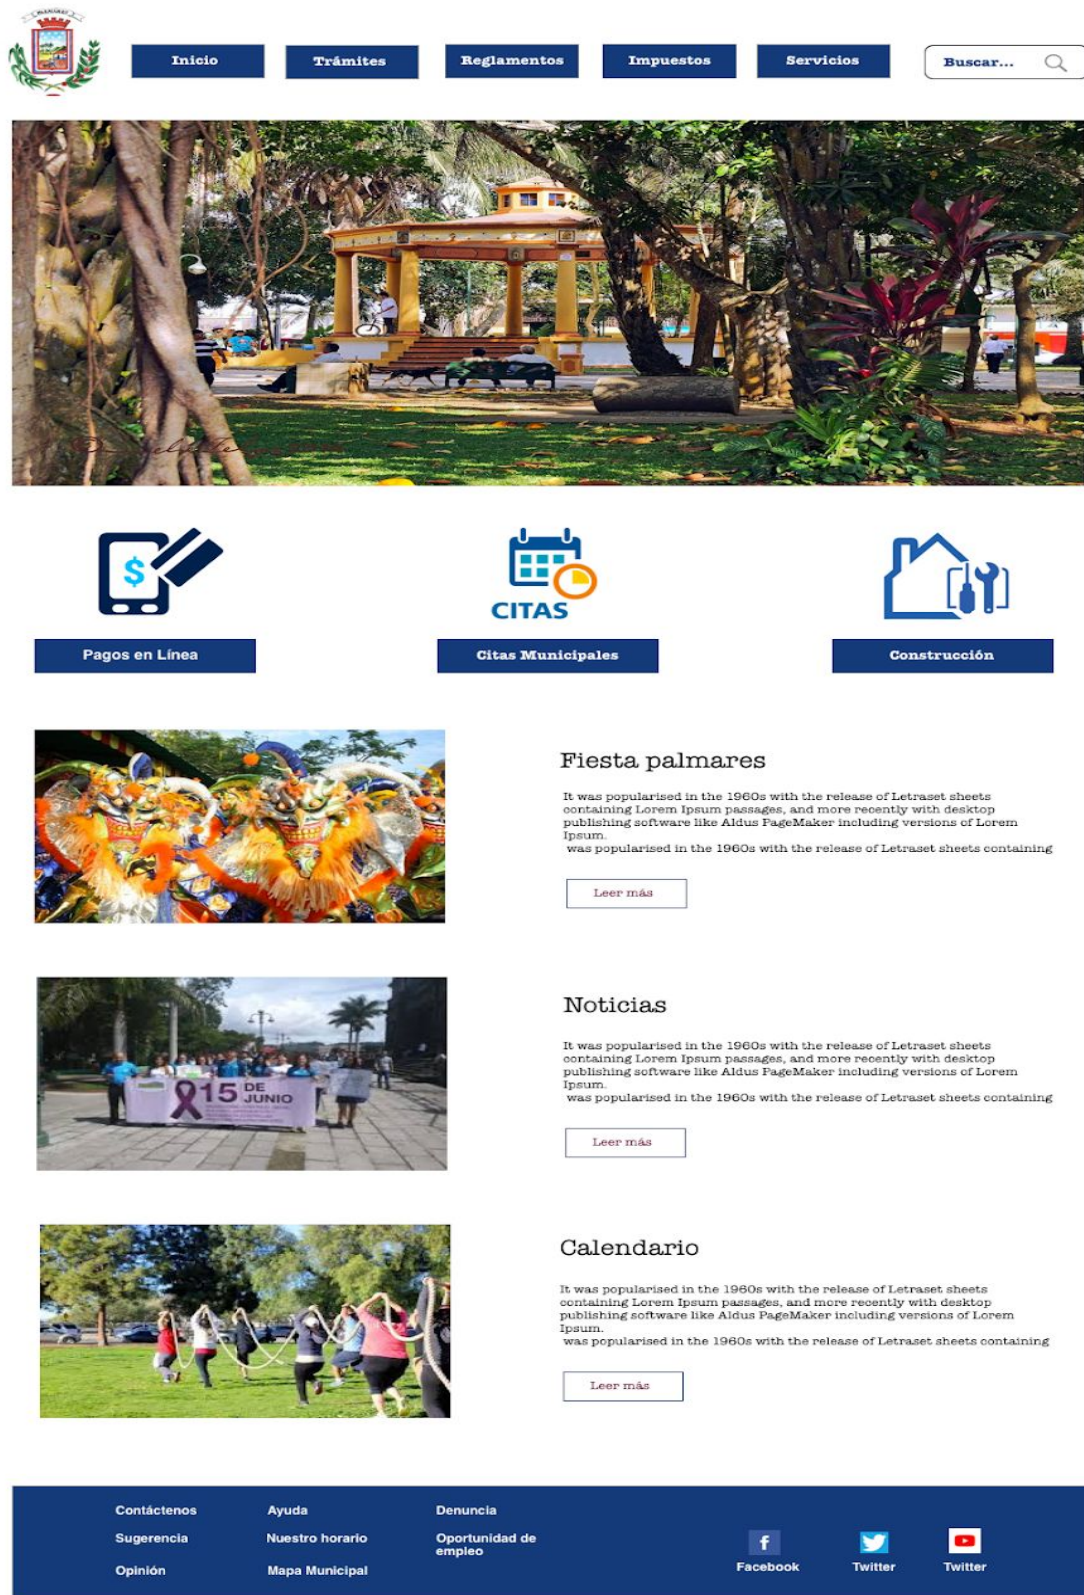 Inicio
Trámites
Reglamentos
Impuestos
Servicios
Buscar...
CITAS
Pagos en Línea
Citas Municipales
Construcción
Fiesta palmares
It was popularised in the 1960s with the release of Letraset sheets
containing Lorem Ipsum passages, and more recently with desktop
publishing software like Aldus PageMaker including versions of Lorem
Ipsum.
was popularised in the 1960s with the release of Letraset sheets containing
Leer más
15 DE
JUNIO
Noticias
It was popularised in the 1960s with the release of Letraset sheets
containing Lorem Ipsum passages, and more recently with desktop
publishing software like Aldus PageMaker including versions of Lorem
Ipsum.
was popularised in the 1960s with the release of Letraset sheets containing
Leer más
Calendario
It was popularised in the 1960s with the release of Letraset sheets
containing Lorem Ipsum passages, and more recently with desktop
publishing software like Aldus PageMaker including versions of Lorem
Ipsum.
was popularised in the 1960s with the release of Letraset sheets containing
Leer más
Contáctenos
Ayuda
Denuncia
Sugerencia
Nuestro horario
Oportunidad de
empleo
Opinión
Mapa Municipal
Facebook
Twitter
Twitter